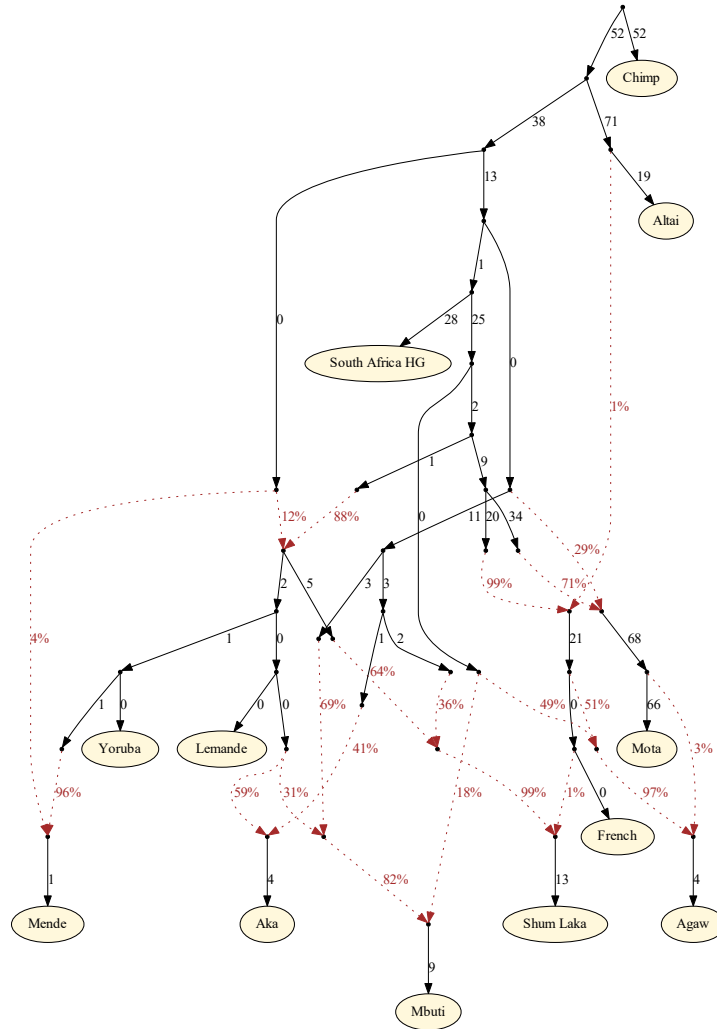 52 52
Chimp
38 71
13 19
Altai
1
28 25
South Africa HG
0 0 1%
2
1 9
0 11 20 34
12% 88% 29%
99% 71%
2 5 3 3
4% 1 0 21 68
1 2
64%
1 0 0 0 69% 36% 49% 0 51% 66
Yoruba Lemande Mota
41% 3%
96% 59% 31% 18% 99% 1% 97% 0
French
1 4 82% 13 4
Mende Aka Shum Laka Agaw
9
Mbuti